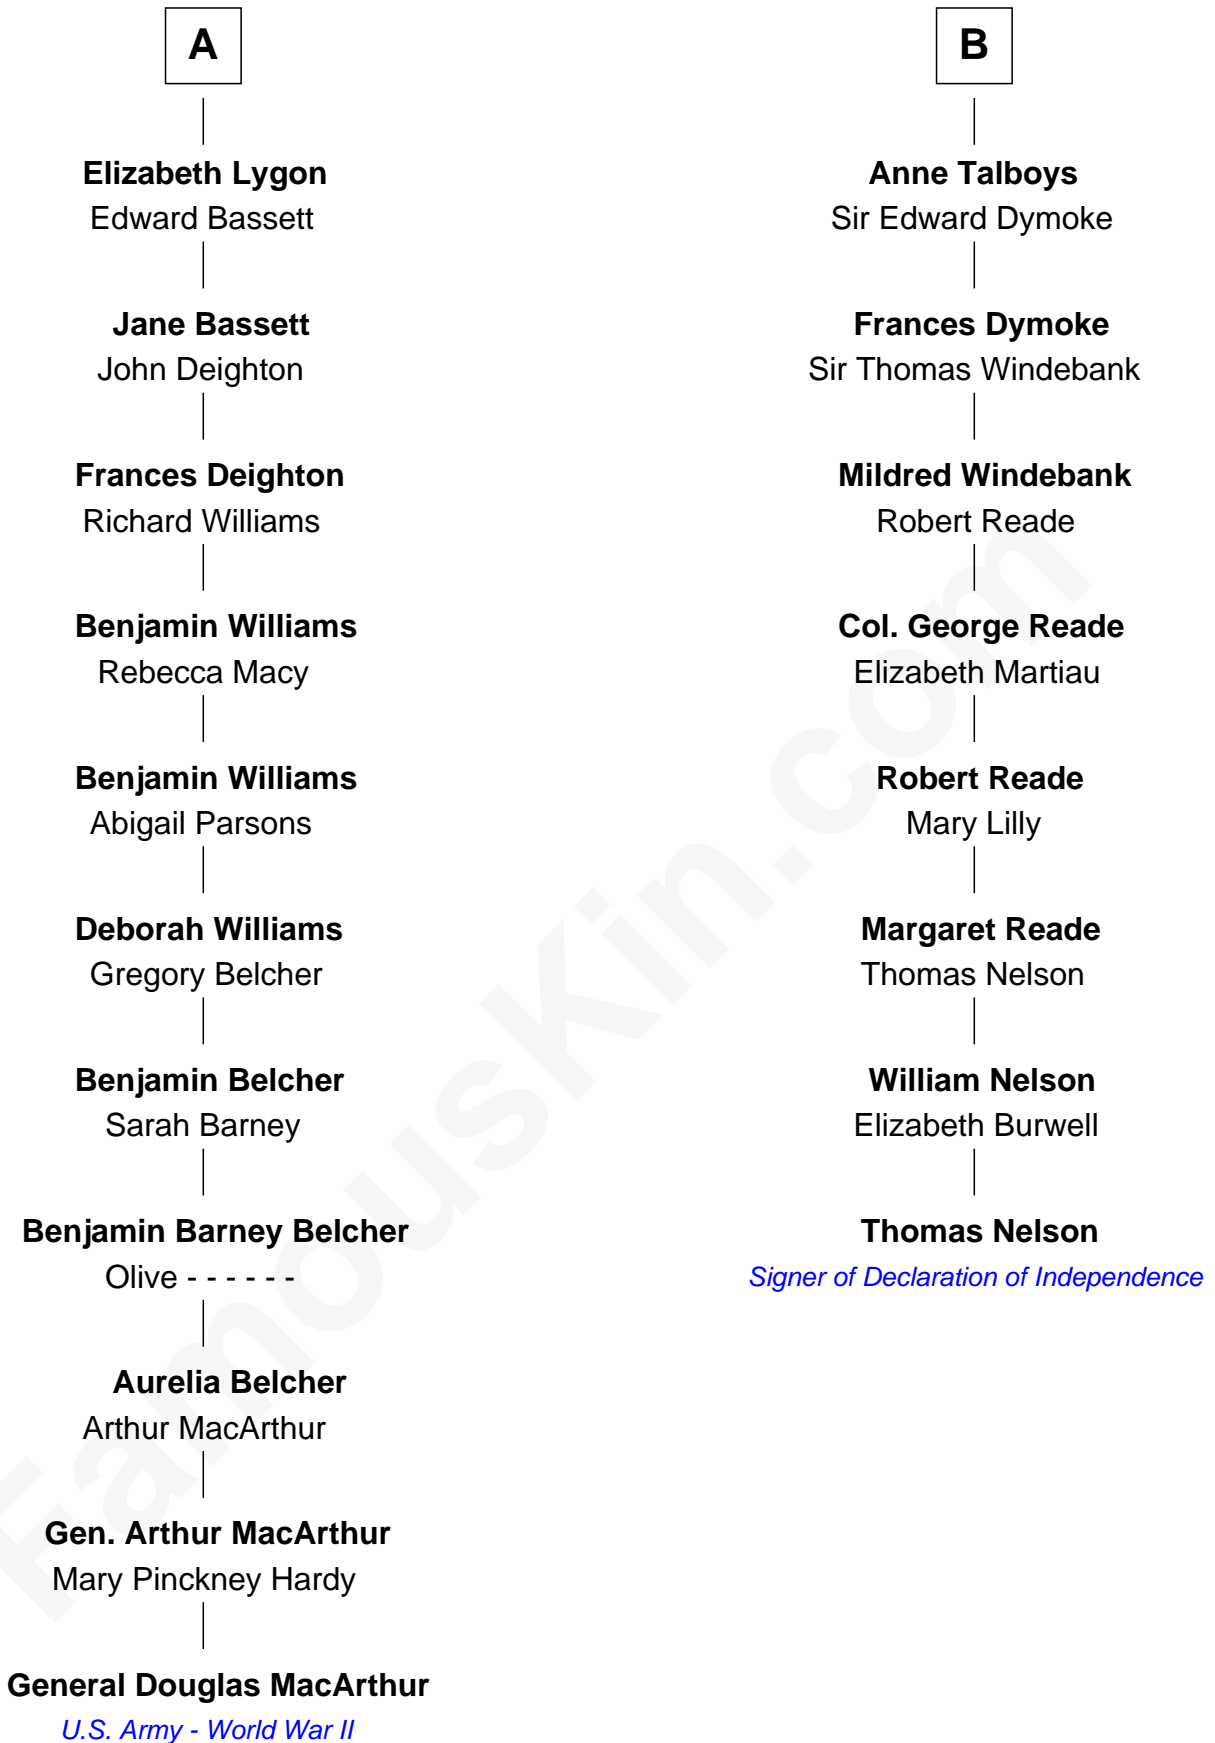 A
Elizabeth Lygon
Edward Bassett
Jane Bassett
John Deighton
Frances Deighton
Richard Williams
Benjamin Williams
Rebecca Macy
Benjamin Williams
Abigail Parsons
Deborah Williams
Gregory Belcher
Benjamin Belcher
Sarah Barney
Benjamin Barney Belcher
Olive - - - - - -
Aurelia Belcher
Arthur MacArthur
Gen. Arthur MacArthur
Mary Pinckney Hardy
General Douglas MacArthur
U.S. Army - World War II
B
Anne Talboys
Sir Edward Dymoke
Frances Dymoke
Sir Thomas Windebank
Mildred Windebank
Robert Reade
Col. George Reade
Elizabeth Martiau
Robert Reade
Mary Lilly
Margaret Reade
Thomas Nelson
William Nelson
Elizabeth Burwell
Thomas Nelson
Signer of Declaration of Independence
FamousKin.com